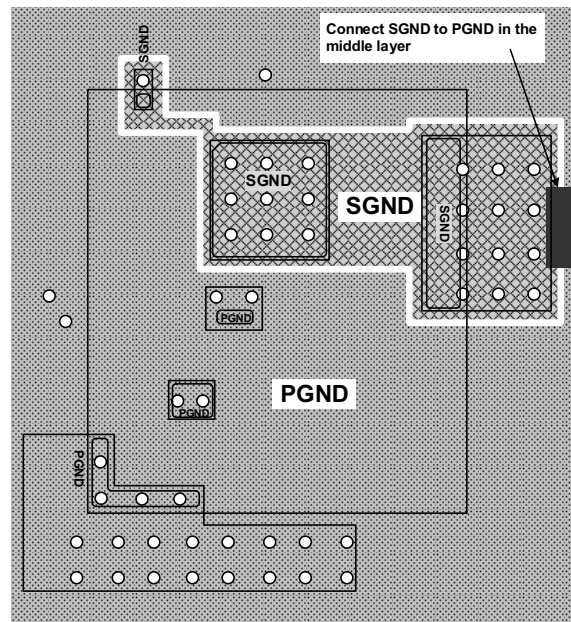 Connect SGND to PGND in the
middle layer
SGND
SGND
SGND
SGND
PGND
PGND
PGND
PGND